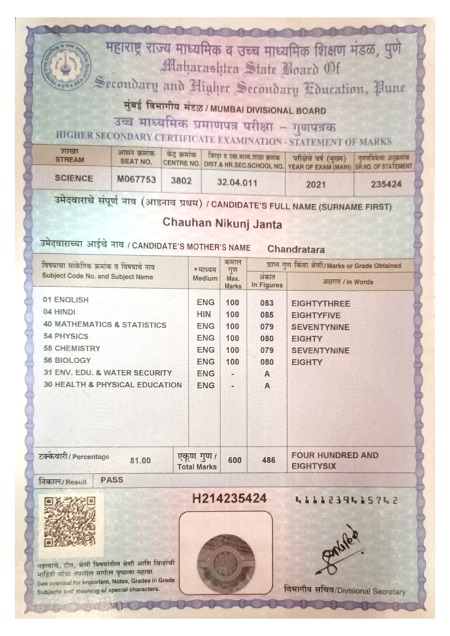 महाराष्ट्र राज्य माध्यमिक व उच्च माध्यमिक शिक्षण मंडळ, पुणे
Maharashtra State Board Of
Secondary and Higher Secondary Education, Pune
मुंबई विभागीय मंडळ / MUMBAI DIVISIONAL BOARD
उच्च माध्यमिक प्रमाणपत्र परीक्षा - गुणपत्रक
HIGHER SECONDARY CERTIFICATE EXAMINATION - STATEMENT OF MARKS
शाखा आसन क्रमांक केंद्र क्रमांक जिल्हा व उच्च.माध्य.शाळा क्रमांक परीक्षेचे वर्ष (मुख्य) गुणपत्रिकेचा अनुक्रमांक
STREAM SEAT NO. CENTRE NO. DIST & HR.SEC.SCHOOL NO. YEAR OF EXAM (MAIN) SR.NO. OF STATEMENT
SCIENCE M067753 3802 32.04.011 2021 235424
उमेदवाराचे संपूर्ण नाव (आडनाव प्रथम) / CANDIDATE'S FULL NAME (SURNAME FIRST)
Chauhan Nikunj Janta
उमेदवाराच्या आईचे नाव / CANDIDATE'S MOTHER'S NAME Chandratara
विषयाचा सांकेतिक क्रमांक व विषयाचे नाव
Subject Code No. and Subject Name
* माध्यम
Medium
कमाल
गुण
Max.
Marks
प्राप्त गुण किंवा श्रेणी/Marks or Grade Obtained
अंकात
In Figures
अक्षरात / In Words
01 ENGLISH ENG 100 083 EIGHTYTHREE
04 HINDI HIN 100 085 EIGHTYFIVE
40 MATHEMATICS & STATISTICS ENG 100 079 SEVENTYNINE
54 PHYSICS ENG 100 080 EIGHTY
55 CHEMISTRY ENG 100 079 SEVENTYNINE
56 BIOLOGY ENG 100 080 EIGHTY
31 ENV. EDU. & WATER SECURITY ENG - A
30 HEALTH & PHYSICAL EDUCATION ENG - A
टक्केवारी/ Percentage 81.00 एकूण गुण / Total Marks 600 486 FOUR HUNDRED AND
EIGHTYSIX
निकाल/Result PASS
H214235424
महत्वाचे, टीप, श्रेणी विषयांतील श्रेणी आणि चिन्हांची
माहिती यांचा तपशील मागील पृष्ठावर पहावा.
See overleaf for Important, Notes, Grades in Grade
Subjects and meaning of special characters.
विभागीय सचिव/Divisional Secretary